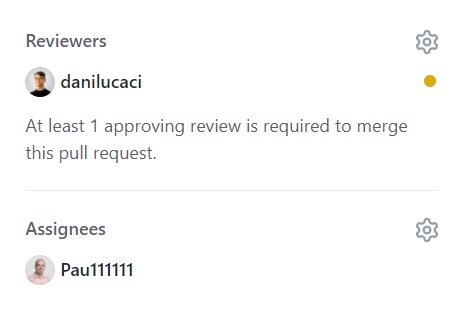 Reviewers
danilucaci
At least 1 approving review is required to merge
this pull request.
Assignees
Pau111111